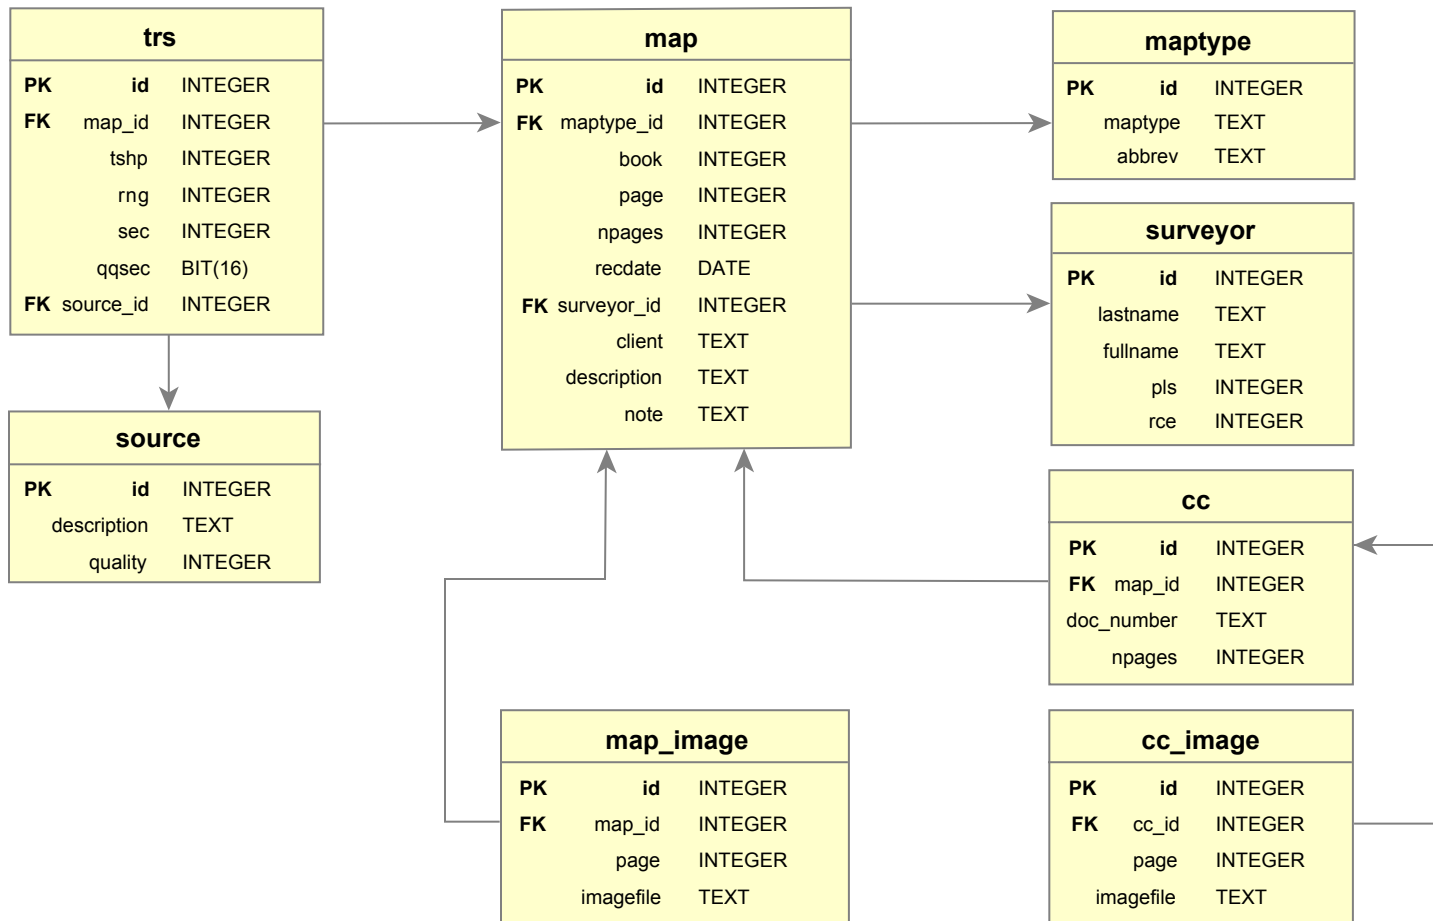 trs
PK id INTEGER
FK map_id INTEGER
tshp INTEGER
rng INTEGER
sec INTEGER
qqsec BIT(16)
FK source_id INTEGER
source
PK id INTEGER
description TEXT
quality INTEGER
map
PK id INTEGER
FK maptype_id INTEGER
book INTEGER
page INTEGER
npages INTEGER
recdate DATE
FK surveyor_id INTEGER
client TEXT
description TEXT
note TEXT
maptype
PK id INTEGER
maptype TEXT
abbrev TEXT
surveyor
PK id INTEGER
lastname TEXT
fullname TEXT
pls INTEGER
rce INTEGER
cc
PK id INTEGER
FK map_id INTEGER
doc_number TEXT
npages INTEGER
map_image
PK id INTEGER
FK map_id INTEGER
page INTEGER
imagefile TEXT
cc_image
PK id INTEGER
FK cc_id INTEGER
page INTEGER
imagefile TEXT